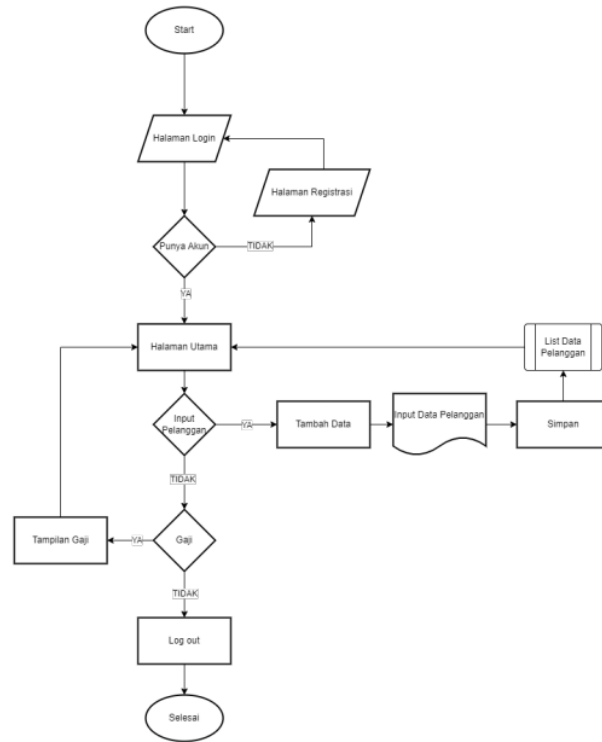 Start
Halaman Login
Halaman Registrasi
Punya Akun
TIDAK
YA
Halaman Utama
List Data
Pelanggan
Input
Pelanggan
YA
Tambah Data
Input Data Pelanggan
Simpan
TIDAK
Tampilan Gaji
YA
Gaji
TIDAK
Log out
Selesai